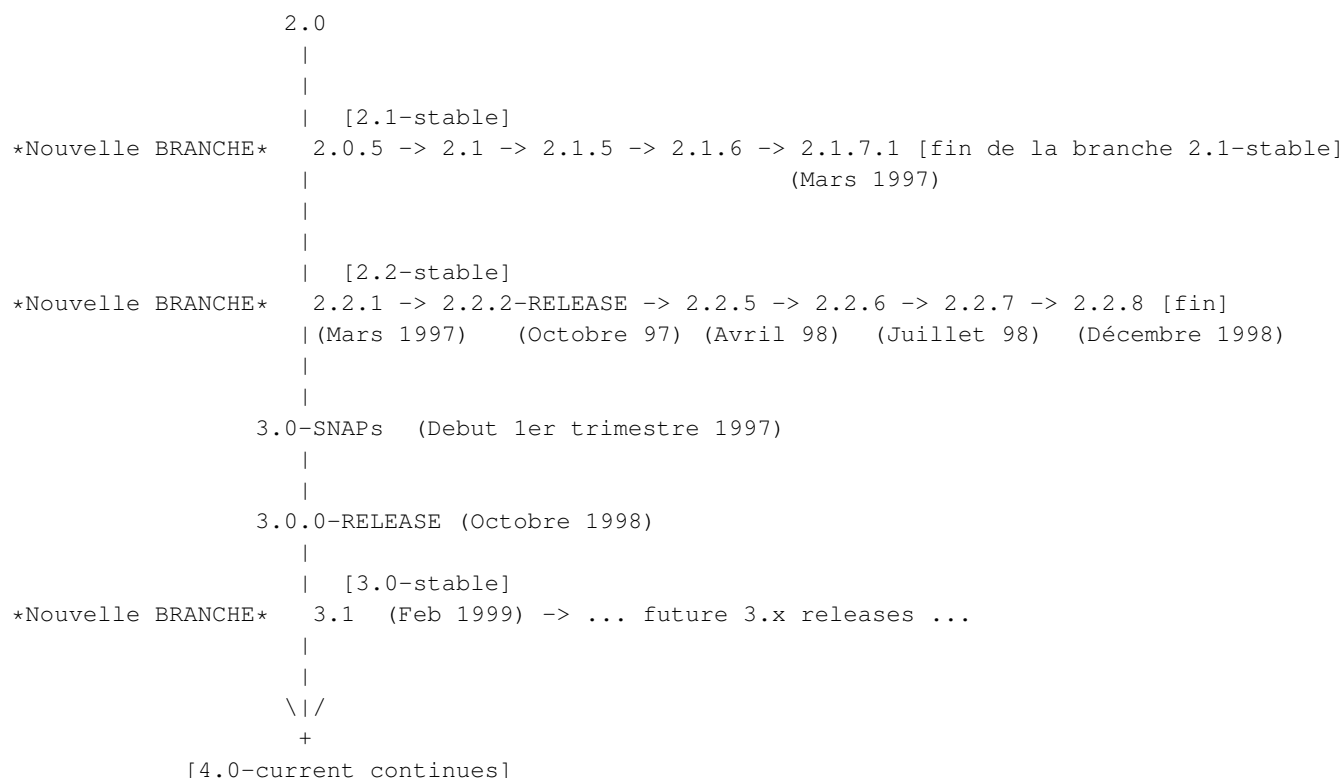 2.0
|
|
| [2.1-stable]
*Nouvelle BRANCHE* 2.0.5 -> 2.1 -> 2.1.5 -> 2.1.6 -> 2.1.7.1 [fin de la branche 2.1-stable]
| (Mars 1997)
|
|
| [2.2-stable]
*Nouvelle BRANCHE* 2.2.1 -> 2.2.2-RELEASE -> 2.2.5 -> 2.2.6 -> 2.2.7 -> 2.2.8 [fin]
|(Mars 1997) (Octobre 97) (Avril 98) (Juillet 98) (Décembre 1998)
|
|
3.0-SNAPs (Debut 1er trimestre 1997)
|
|
3.0.0-RELEASE (Octobre 1998)
|
| [3.0-stable]
*Nouvelle BRANCHE* 3.1 (Feb 1999) -> ... future 3.x releases ...
|
|
\|/
+
[4.0-current continues]